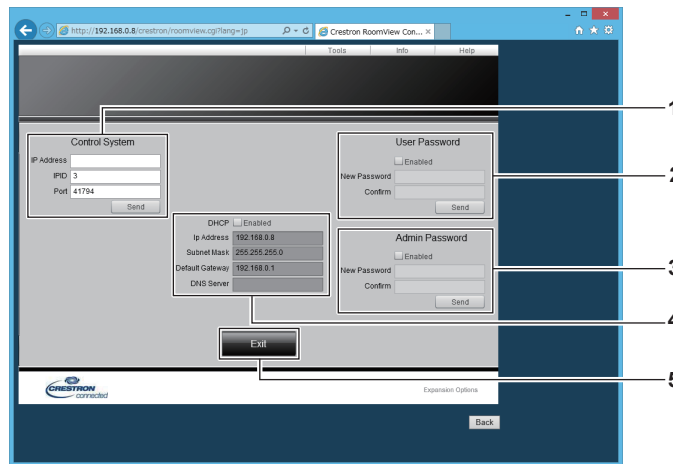 http://192.168.0.8/crestron/roomview.cgi?lang=jp
Crestron RoomView Con...
Tools Info Help
1
Control System
IP Address
IPID 3
Port 41794
Send
User Password
Enabled
New Password
Confirm
Send
2
DHCP Enabled
Ip Address 192.168.0.8
Subnet Mask 255.255.255.0
Default Gateway 192.168.0.1
DNS Server
Admin Password
Enabled
New Password
Confirm
Send
3
4
Exit
5
CRESTRON
connected
Expansion Options
Back